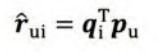 r̂ᵤᵢ = qᵢᵀpᵤ